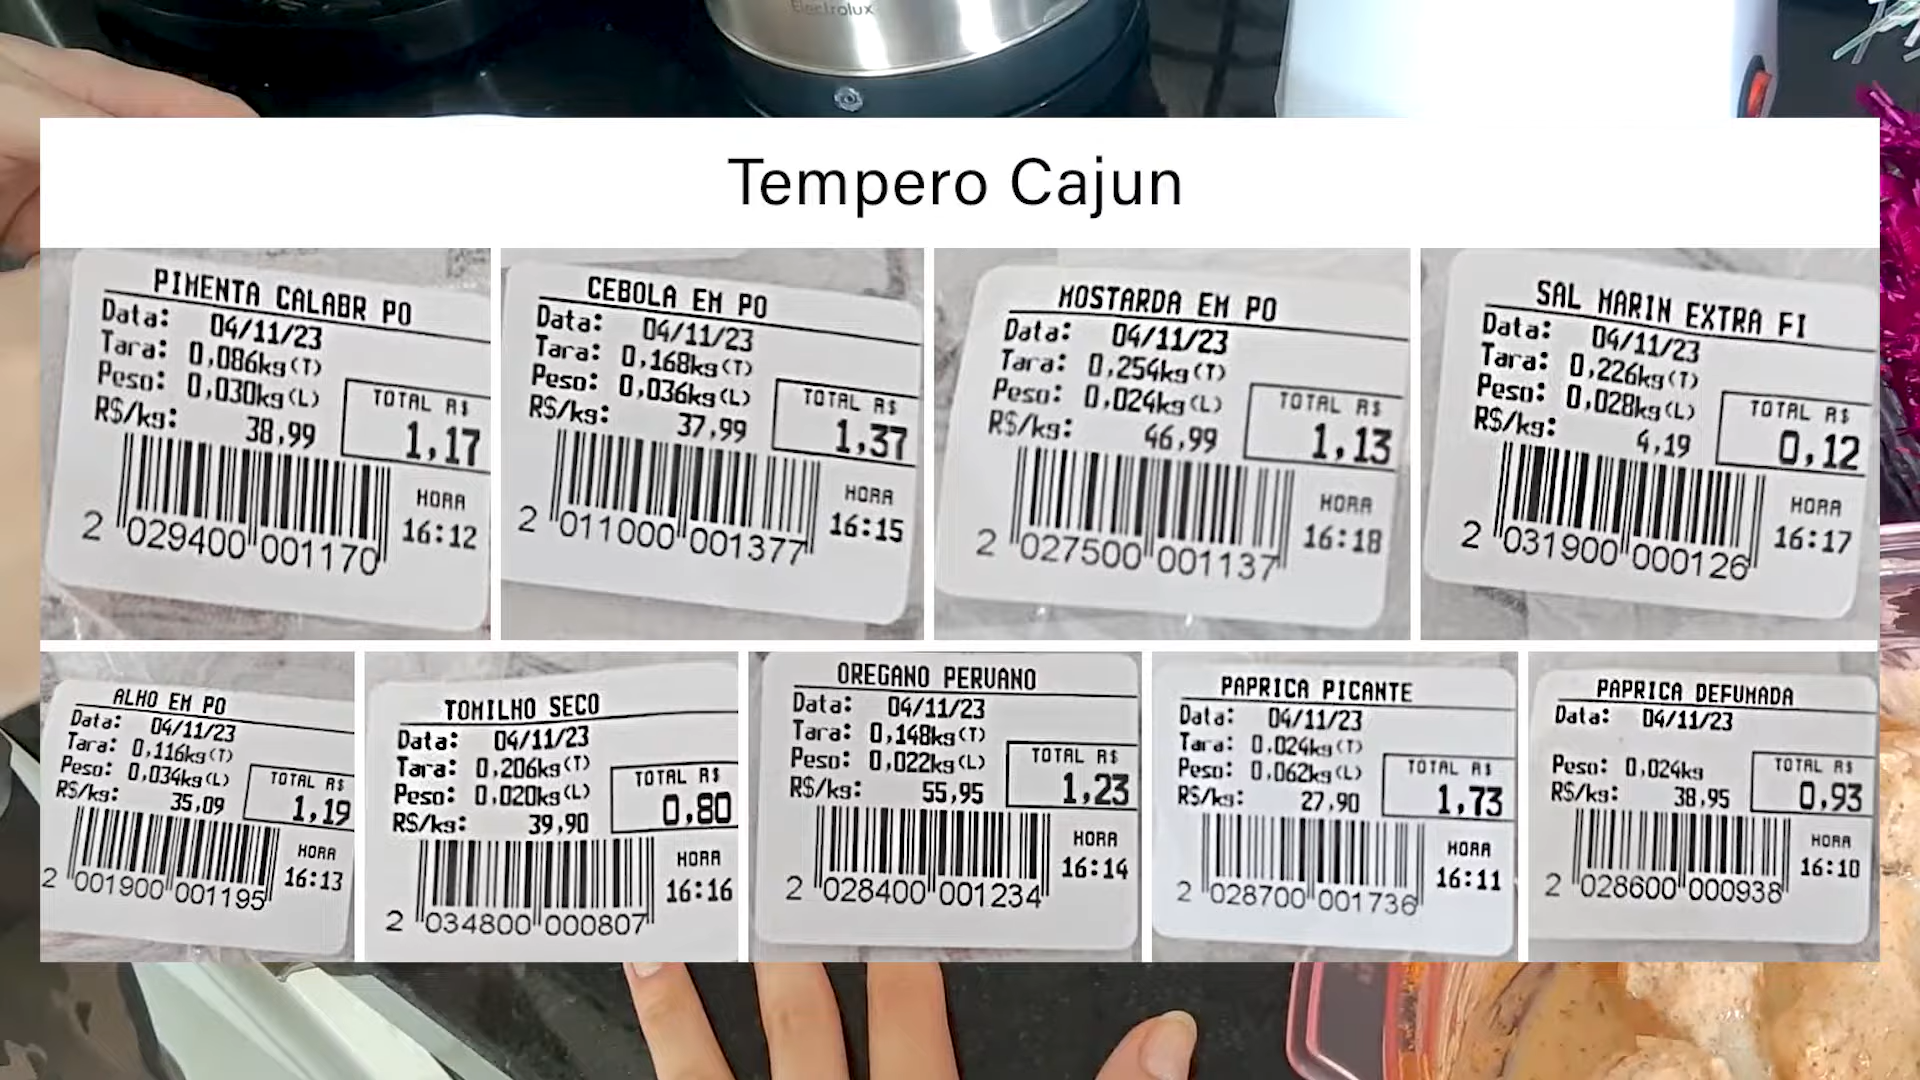 Electrolux
Tempero Cajun
PIMENTA CALABR PO
Data: 04/11/23
Tara: 0,086kg(T)
Peso: 0,030kg(L)
R$/kg: 38,99
TOTAL R$
1,17
HORA
16:12
2 029400 001170
CEBOLA EM PO
Data: 04/11/23
Tara: 0,168kg(T)
Peso: 0,036kg(L)
R$/kg: 37,99
TOTAL R$
1,37
HORA
16:15
2 011000 001377
MOSTARDA EM PO
Data: 04/11/23
Tara: 0,254kg(T)
Peso: 0,024kg(L)
R$/kg: 46,99
TOTAL R$
1,13
HORA
16:18
2 027500 001137
SAL MARIN EXTRA FI
Data: 04/11/23
Tara: 0,226kg(T)
Peso: 0,028kg(L)
R$/kg: 4,19
TOTAL R$
0,12
HORA
16:17
2 031900 000126
ALHO EM PO
Data: 04/11/23
Tara: 0,116kg(T)
Peso: 0,034kg(L)
R$/kg: 35,09
TOTAL R$
1,19
HORA
16:13
2 001900 001195
TOMILHO SECO
Data: 04/11/23
Tara: 0,206kg(T)
Peso: 0,020kg(L)
R$/kg: 39,90
TOTAL R$
0,80
HORA
16:16
2 034800 000807
OREGANO PERUANO
Data: 04/11/23
Tara: 0,148kg(T)
Peso: 0,022kg(L)
R$/kg: 55,95
TOTAL R$
1,23
HORA
16:14
2 028400 001234
PAPRICA PICANTE
Data: 04/11/23
Tara: 0,024kg(T)
Peso: 0,062kg(L)
R$/kg: 27,90
TOTAL R$
1,73
HORA
16:11
2 028700 001736
PAPRICA DEFUMADA
Data: 04/11/23
Peso: 0,024kg
R$/kg: 38,95
TOTAL R$
0,93
HORA
16:10
2 028600 000938